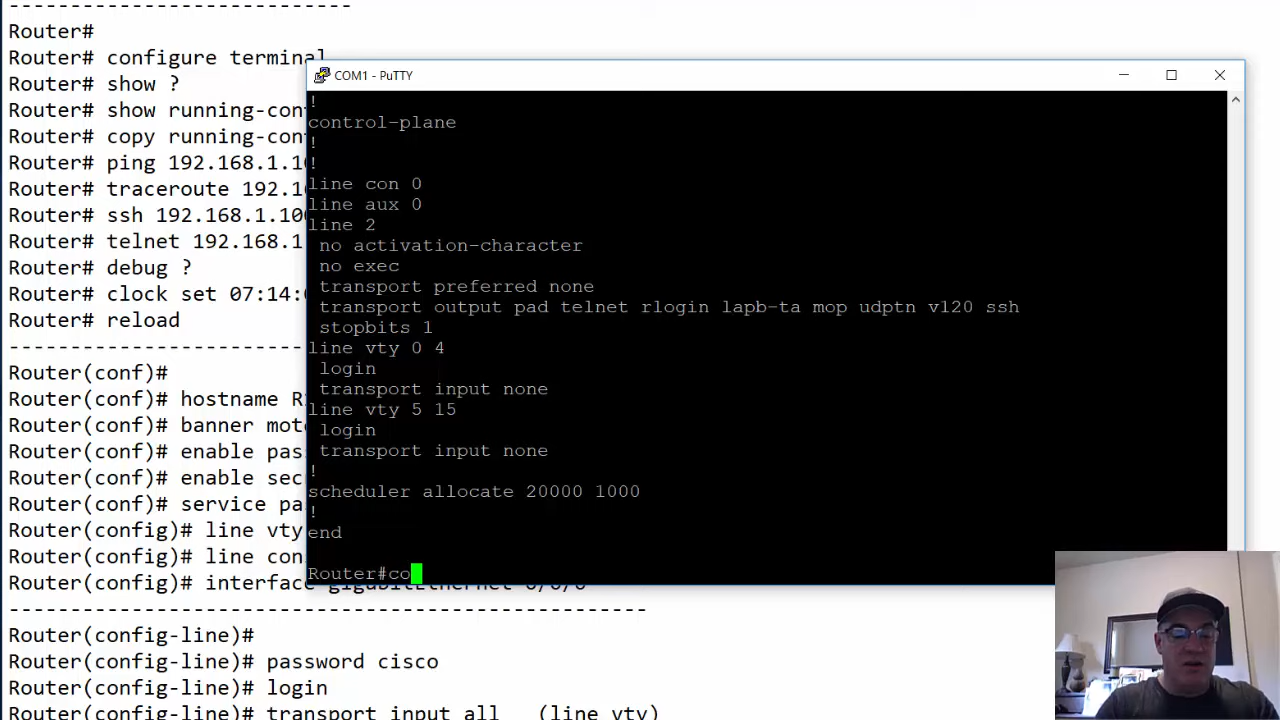 Router#
Router# configure terminal
Router# show ?
Router# show running-con
Router# copy running-con
Router# ping 192.168.1.1
Router# traceroute 192.1
Router# ssh 192.168.1.10
Router# telnet 192.168.1
Router# debug ?
Router# clock set 07:14:
Router# reload
Router(conf)#
Router(conf)# hostname R
Router(conf)# banner mot
Router(conf)# enable pas
Router(conf)# enable sec
Router(conf)# service pa
Router(config)# line vty
Router(config)# line con
Router(config)# interface gigabitEthernet 0/0/0
Router(config-line)#
Router(config-line)# password cisco
Router(config-line)# login
Router(config-line)# transport input all (line vty)
COM1 - PuTTY
!
control-plane
!
!
line con 0
line aux 0
line 2
no activation-character
no exec
transport preferred none
transport output pad telnet rlogin lapb-ta mop udptn v120 ssh
stopbits 1
line vty 0 4
login
transport input none
line vty 5 15
login
transport input none
!
scheduler allocate 20000 1000
!
end
Router#co